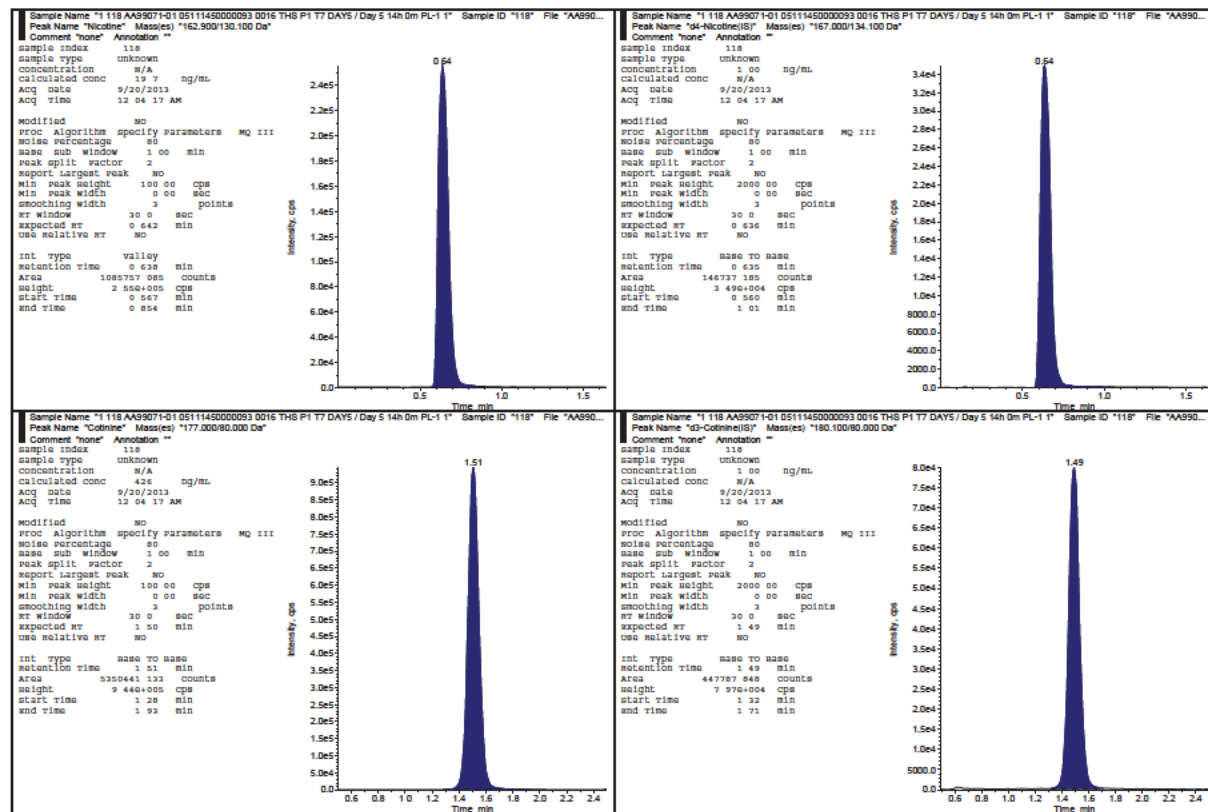 Sample Name "1 118 AA99071-01 05111450000093 0016 THS P1 T7 DAY5 / Day 5 14h 0m PL-1 1" Sample ID "118" File "AA990...
Peak Name "Nicotine" Mass(es) "162.900/130.100 Da"
Comment "none" Annotation ""
Sample Index 118
Sample Type Unknown
Concentration N/A
Calculated Conc 19 7 ng/mL
Acq Date 9/20/2013
Acq Time 12 04 17 AM
Modified NO
Proc Algorithm Specify Parameters MQ III
Noise Percentage 80
Base Sub Window 1 00 min
Peak Split Factor 2
Report Largest Peak NO
Min Peak Height 100 00 cps
Min Peak Width 0 00 sec
Smoothing Width 3 points
RT Window 30 0 sec
Expected RT 0 642 min
Use Relative RT NO
Int Type Valley
Retention Time 0 638 min
Area 1085757 085 counts
Height 2 55e+005 cps
Start Time 0 567 min
End Time 0 854 min
0.64
Intensity, cps
2.4e5
2.2e5
2.0e5
1.8e5
1.6e5
1.4e5
1.2e5
1.0e5
8.0e4
6.0e4
4.0e4
2.0e4
0.0
0.5 1.0 1.5
Time min
Sample Name "1 118 AA99071-01 05111450000093 0016 THS P1 T7 DAY5 / Day 5 14h 0m PL-1 1" Sample ID "118" File "AA990...
Peak Name "d4-Nicotine(IS)" Mass(es) "167.000/134.100 Da"
Comment "none" Annotation ""
Sample Index 118
Sample Type Unknown
Concentration 1 00 ng/mL
Calculated Conc N/A
Acq Date 9/20/2013
Acq Time 12 04 17 AM
Modified NO
Proc Algorithm Specify Parameters MQ III
Noise Percentage 80
Base Sub Window 1 00 min
Peak Split Factor 2
Report Largest Peak NO
Min Peak Height 2000 00 cps
Min Peak Width 0 00 sec
Smoothing Width 3 points
RT Window 30 0 sec
Expected RT 0 636 min
Use Relative RT NO
Int Type Base To Base
Retention Time 0 635 min
Area 146737 185 counts
Height 3 49e+004 cps
Start Time 0 560 min
End Time 1 01 min
0.64
Intensity, cps
3.4e4
3.2e4
3.0e4
2.8e4
2.6e4
2.4e4
2.2e4
2.0e4
1.8e4
1.6e4
1.4e4
1.2e4
1.0e4
8000.0
6000.0
4000.0
2000.0
0.0
0.5 1.0 1.5
Time min
Sample Name "1 118 AA99071-01 05111450000093 0016 THS P1 T7 DAY5 / Day 5 14h 0m PL-1 1" Sample ID "118" File "AA990...
Peak Name "Cotinine" Mass(es) "177.000/80.000 Da"
Comment "none" Annotation ""
Sample Index 118
Sample Type Unknown
Concentration N/A
Calculated Conc 426 ng/mL
Acq Date 9/20/2013
Acq Time 12 04 17 AM
Modified NO
Proc Algorithm Specify Parameters MQ III
Noise Percentage 80
Base Sub Window 1 00 min
Peak Split Factor 2
Report Largest Peak NO
Min Peak Height 100 00 cps
Min Peak Width 0 00 sec
Smoothing Width 3 points
RT Window 30 0 sec
Expected RT 1 50 min
Use Relative RT NO
Int Type Base To Base
Retention Time 1 51 min
Area 5350441 133 counts
Height 9 44e+005 cps
Start Time 1 28 min
End Time 1 93 min
1.51
Intensity, cps
9.0e5
8.5e5
8.0e5
7.5e5
7.0e5
6.5e5
6.0e5
5.5e5
5.0e5
4.5e5
4.0e5
3.5e5
3.0e5
2.5e5
2.0e5
1.5e5
1.0e5
5.0e4
0.0
0.6 0.8 1.0 1.2 1.4 1.6 1.8 2.0 2.2 2.4
Time min
Sample Name "1 118 AA99071-01 05111450000093 0016 THS P1 T7 DAY5 / Day 5 14h 0m PL-1 1" Sample ID "118" File "AA990...
Peak Name "d3-Cotinine(IS)" Mass(es) "180.100/80.000 Da"
Comment "none" Annotation ""
Sample Index 118
Sample Type Unknown
Concentration 1 00 ng/mL
Calculated Conc N/A
Acq Date 9/20/2013
Acq Time 12 04 17 AM
Modified NO
Proc Algorithm Specify Parameters MQ III
Noise Percentage 80
Base Sub Window 1 00 min
Peak Split Factor 2
Report Largest Peak NO
Min Peak Height 2000 00 cps
Min Peak Width 0 00 sec
Smoothing Width 3 points
RT Window 30 0 sec
Expected RT 1 49 min
Use Relative RT NO
Int Type Base To Base
Retention Time 1 49 min
Area 447787 848 counts
Height 7 97e+004 cps
Start Time 1 32 min
End Time 1 71 min
1.49
Intensity, cps
8.0e4
7.5e4
7.0e4
6.5e4
6.0e4
5.5e4
5.0e4
4.5e4
4.0e4
3.5e4
3.0e4
2.5e4
2.0e4
1.5e4
1.0e4
5000.0
0.0
0.6 0.8 1.0 1.2 1.4 1.6 1.8 2.0 2.2 2.4
Time min